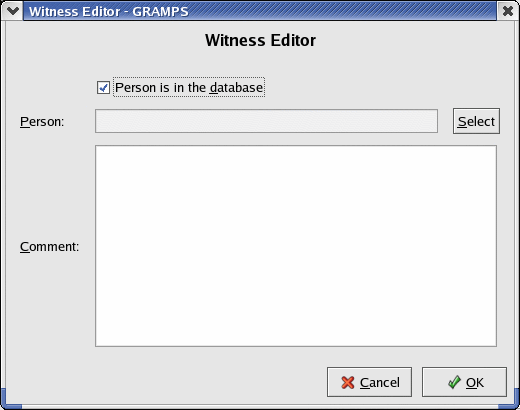 Witness Editor - GRAMPS
Witness Editor
Person is in the database
Person:
Select
Comment:
Cancel
OK